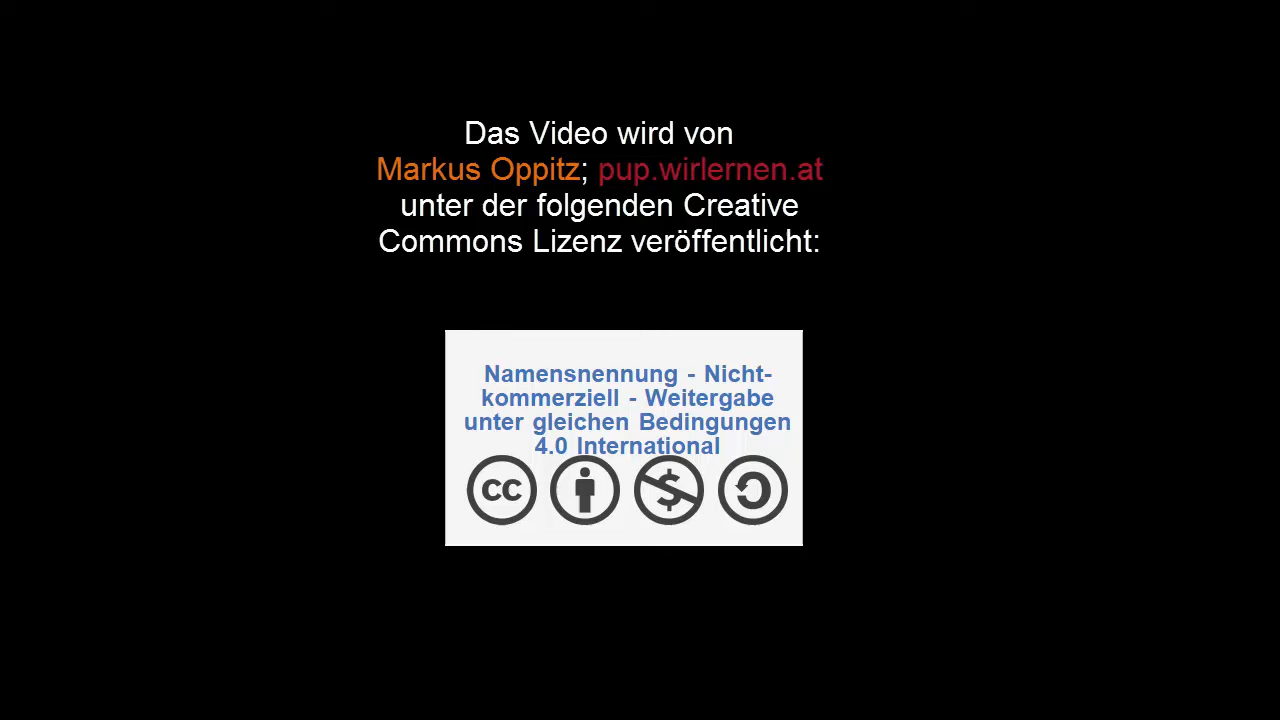 Das Video wird von
Markus Oppitz; pup.wirlernen.at
unter der folgenden Creative
Commons Lizenz veröffentlicht:
Namensnennung - Nicht-
kommerziell - Weitergabe
unter gleichen Bedingungen
4.0 International
cc